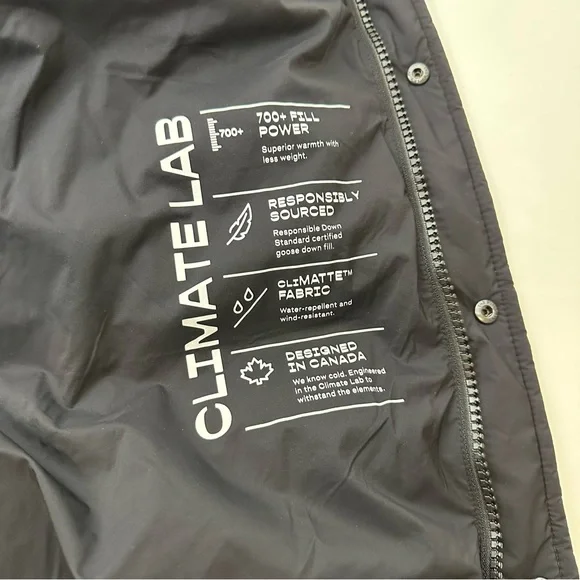 CLIMATE LAB
700+
700+ FILL
POWER
Superior warmth with
less weight.
RESPONSIBLY
SOURCED
Responsible Down
Standard certified
goose down fill.
CLIMATTE™
FABRIC
Water-repellent and
wind-resistant.
DESIGNED
IN CANADA
We know cold. Engineered
in the Climate Lab to
withstand the elements.